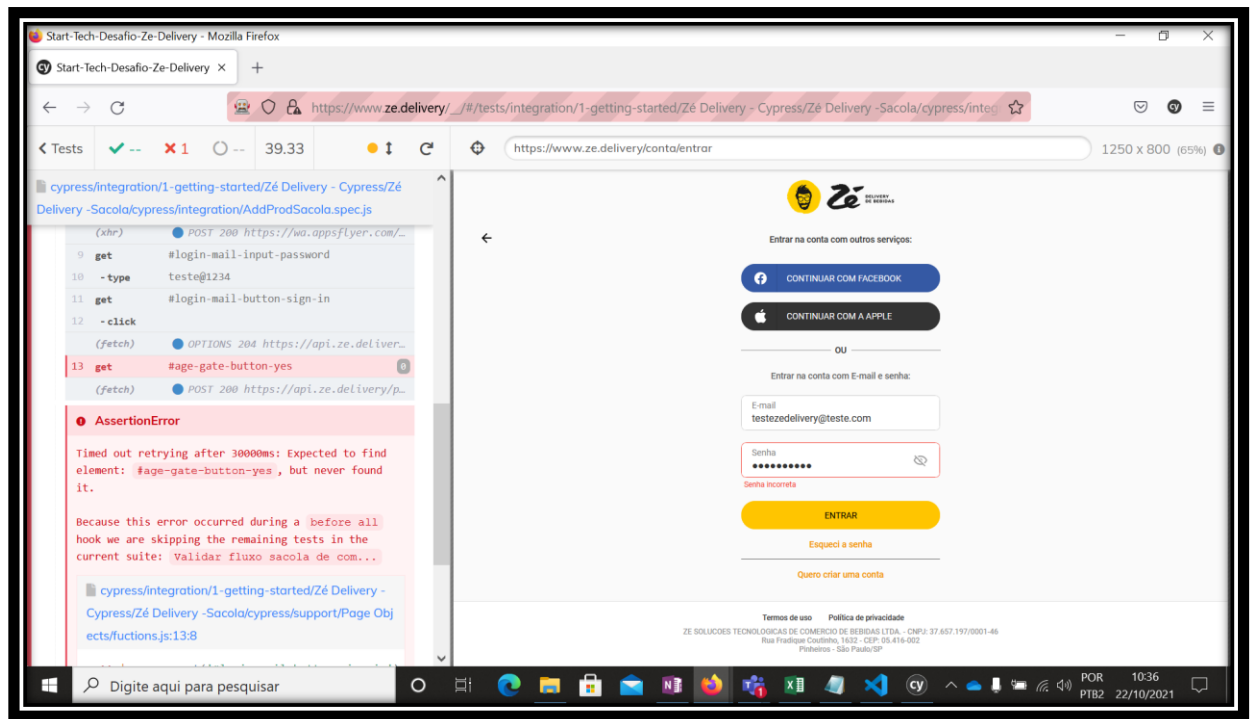 Start-Tech-Desafio-Ze-Delivery - Mozilla Firefox
Start-Tech-Desafio-Ze-Delivery
https://www.ze.delivery/__/#/tests/integration/1-getting-started/Zé Delivery - Cypress/Zé Delivery -Sacola/cypress/integ
Tests -- 1 -- 39.33
https://www.ze.delivery/conta/entrar
1250 x 800 (65%)
cypress/integration/1-getting-started/Zé Delivery - Cypress/Zé
Delivery -Sacola/cypress/integration/AddProdSacola.spec.js
(xhr) POST 200 https://wa.appsflyer.com/…
9 get #login-mail-input-password
10 -type teste@1234
11 get #login-mail-button-sign-in
12 -click
(fetch) OPTIONS 204 https://api.ze.deliver…
13 get #age-gate-button-yes 0
(fetch) POST 200 https://api.ze.delivery/p…
AssertionError
Timed out retrying after 30000ms: Expected to find
element: #age-gate-button-yes, but never found
it.
Because this error occurred during a before all
hook we are skipping the remaining tests in the
current suite: Validar fluxo sacola de com...
cypress/integration/1-getting-started/Zé Delivery -
Cypress/Zé Delivery -Sacola/cypress/support/Page Obj
ects/fuctions.js:13:8
Zé DELIVERY
DE BEBIDAS
Entrar na conta com outros serviços:
CONTINUAR COM FACEBOOK
CONTINUAR COM A APPLE
OU
Entrar na conta com E-mail e senha:
E-mail
testezedelivery@teste.com
Senha
Senha incorreta
ENTRAR
Esqueci a senha
Quero criar uma conta
Termos de uso Política de privacidade
ZE SOLUCOES TECNOLOGICAS DE COMERCIO DE BEBIDAS LTDA. - CNPJ: 37.657.197/0001-46
Rua Fradique Coutinho, 1632 - CEP: 05.416-002
Pinheiros - São Paulo/SP
Digite aqui para pesquisar
POR 10:36
PTB2 22/10/2021